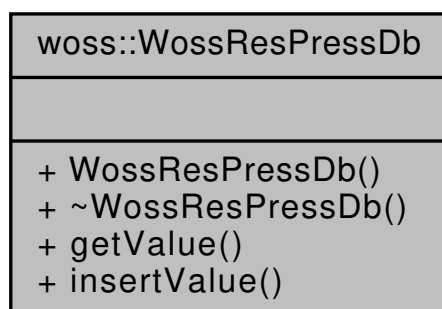 woss::WossResPressDb
+ WossResPressDb()
+ ~WossResPressDb()
+ getValue()
+ insertValue()